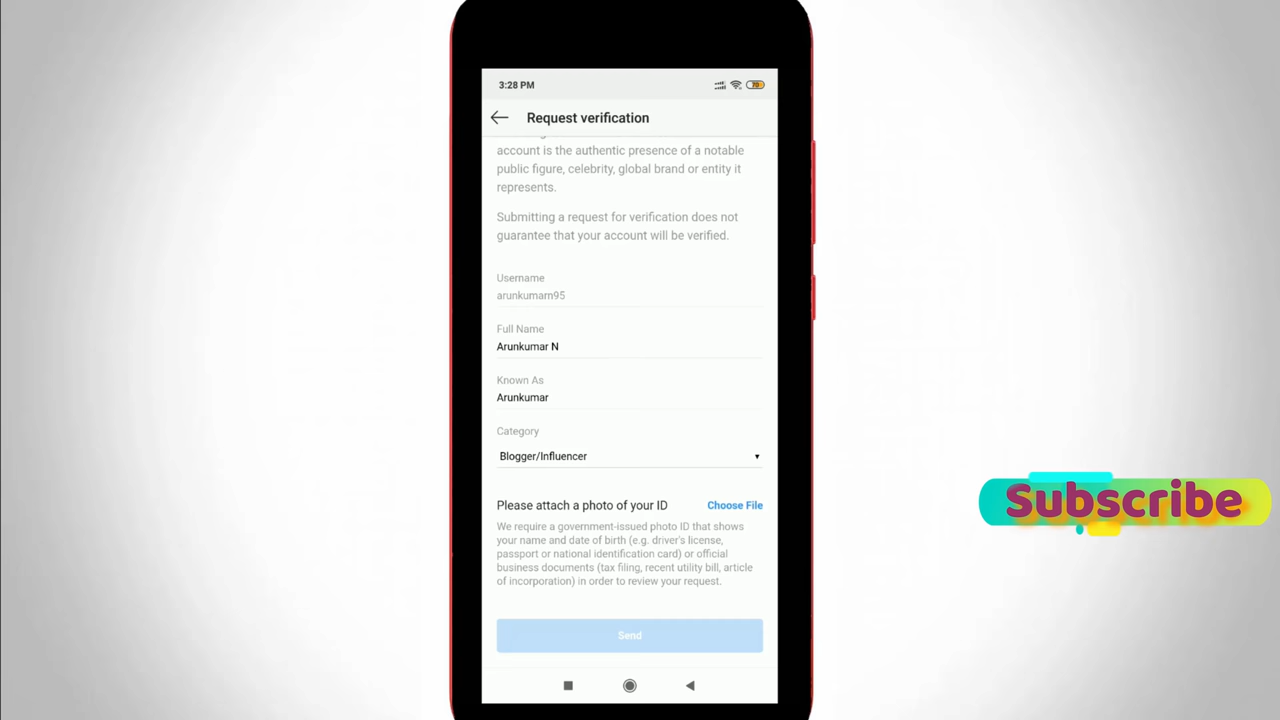 3:28 PM
70
Request verification
account is the authentic presence of a notable
public figure, celebrity, global brand or entity it
represents.
Submitting a request for verification does not
guarantee that your account will be verified.
Username
arunkumarn95
Full Name
Arunkumar N
Known As
Arunkumar
Category
Blogger/Influencer
Please attach a photo of your ID Choose File
We require a government-issued photo ID that shows
your name and date of birth (e.g. driver's license,
passport or national identification card) or official
business documents (tax filing, recent utility bill, article
of incorporation) in order to review your request.
Send
Subscribe